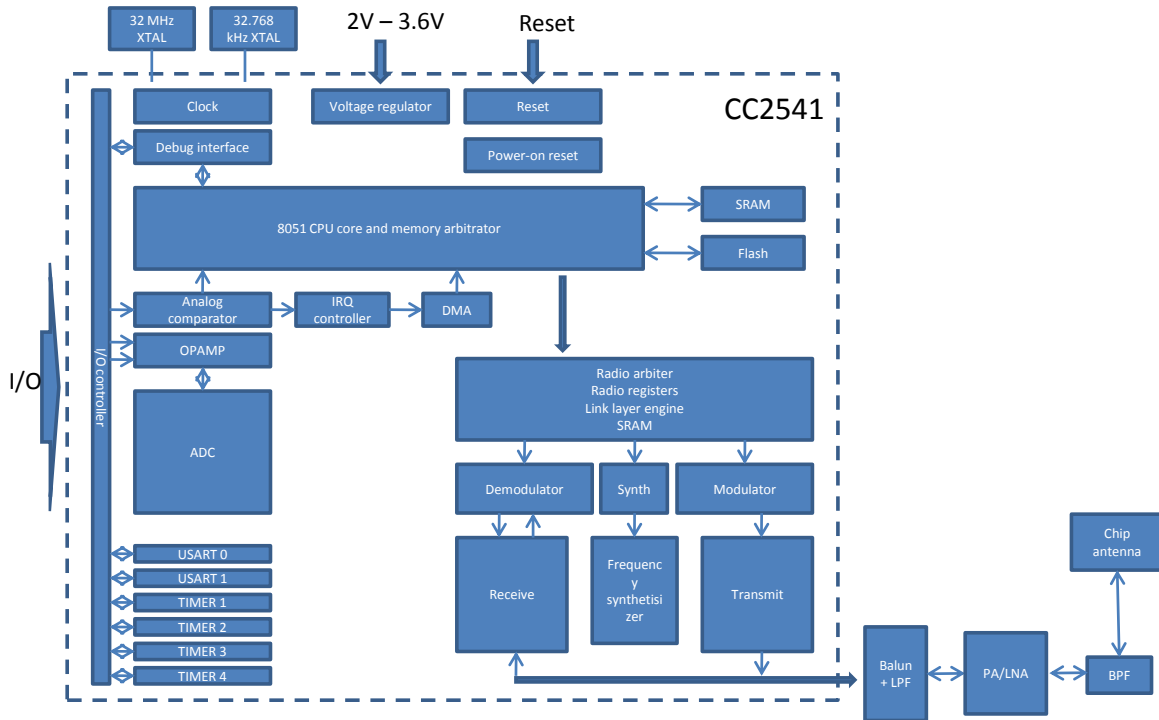 32 MHz
XTAL
32.768
kHz XTAL
2V – 3.6V
Reset
CC2541
Clock
Voltage regulator
Reset
Debug interface
Power-on reset
8051 CPU core and memory arbitrator
SRAM
Flash
Analog
comparator
IRQ
controller
DMA
OPAMP
I/O
I/O controller
ADC
Radio arbiter
Radio registers
Link layer engine
SRAM
Demodulator
Synth
Modulator
Receive
Frequenc
y
synthetisi
zer
Transmit
USART 0
USART 1
TIMER 1
TIMER 2
TIMER 3
TIMER 4
Balun
+ LPF
PA/LNA
BPF
Chip
antenna